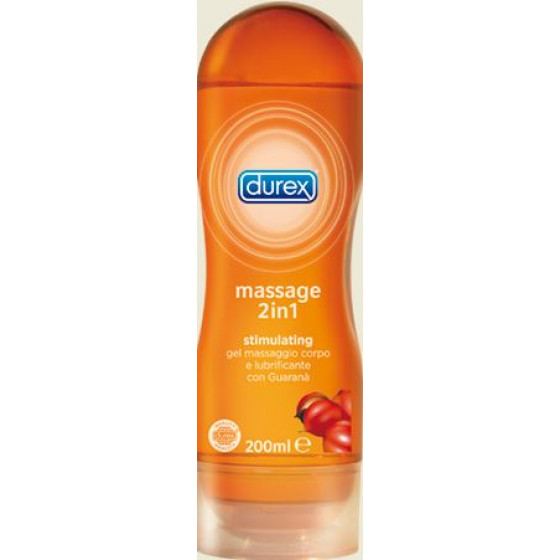 durex
massage
2in1
stimulating
gel massaggio corpo
e lubrificante
con Guaranà
200ml ℮